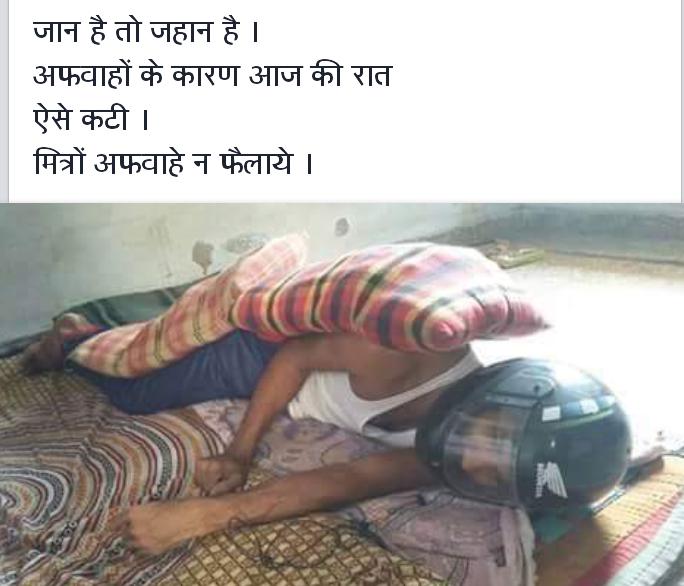 जान है तो जहान है ।
अफवाहों के कारण आज की रात
ऐसे कटी ।
मित्रों अफवाहे न फैलाये ।